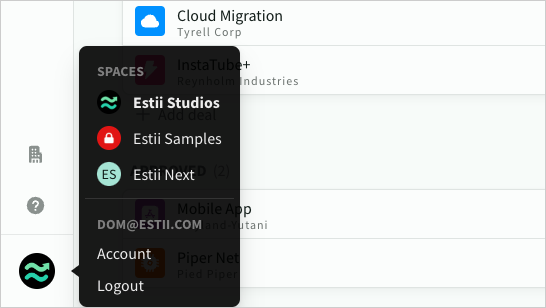 Cloud Migration
Tyrell Corp
InstaTube+
Reynholm Industries
+ Add deal
(2)
Mobile App
Piper Net
Pied Piper
SPACES
Estii Studios
Estii Samples
ES
Estii Next
DOM@ESTII.COM
Account
Logout
?